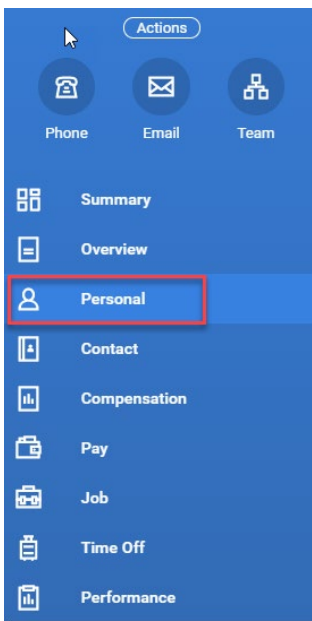 Actions
Phone Email Team
Summary
Overview
Personal
Contact
Compensation
Pay
Job
Time Off
Performance